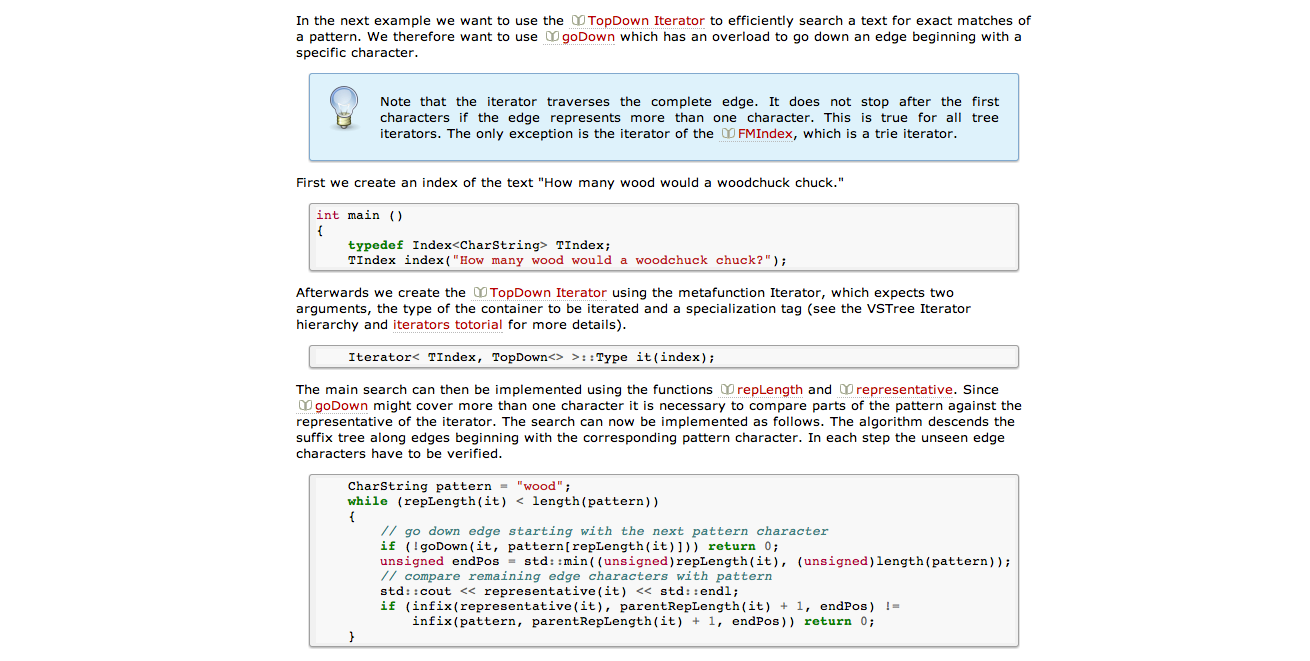 In the next example we want to use the TopDown Iterator to efficiently search a text for exact matches of
a pattern. We therefore want to use goDown which has an overload to go down an edge beginning with a
specific character.
Note that the iterator traverses the complete edge. It does not stop after the first
characters if the edge represents more than one character. This is true for all tree
iterators. The only exception is the iterator of the FMIndex, which is a trie iterator.
First we create an index of the text "How many wood would a woodchuck chuck."
int main ()
{
    typedef Index<CharString> TIndex;
    TIndex index("How many wood would a woodchuck chuck?");
Afterwards we create the TopDown Iterator using the metafunction Iterator, which expects two
arguments, the type of the container to be iterated and a specialization tag (see the VSTree Iterator
hierarchy and iterators totorial for more details).
    Iterator< TIndex, TopDown<> >::Type it(index);
The main search can then be implemented using the functions repLength and representative. Since
goDown might cover more than one character it is necessary to compare parts of the pattern against the
representative of the iterator. The search can now be implemented as follows. The algorithm descends the
suffix tree along edges beginning with the corresponding pattern character. In each step the unseen edge
characters have to be verified.
    CharString pattern = "wood";
    while (repLength(it) < length(pattern))
    {
        // go down edge starting with the next pattern character
        if (!goDown(it, pattern[repLength(it)])) return 0;
        unsigned endPos = std::min((unsigned)repLength(it), (unsigned)length(pattern));
        // compare remaining edge characters with pattern
        std::cout << representative(it) << std::endl;
        if (infix(representative(it), parentRepLength(it) + 1, endPos) !=
            infix(pattern, parentRepLength(it) + 1, endPos)) return 0;
    }